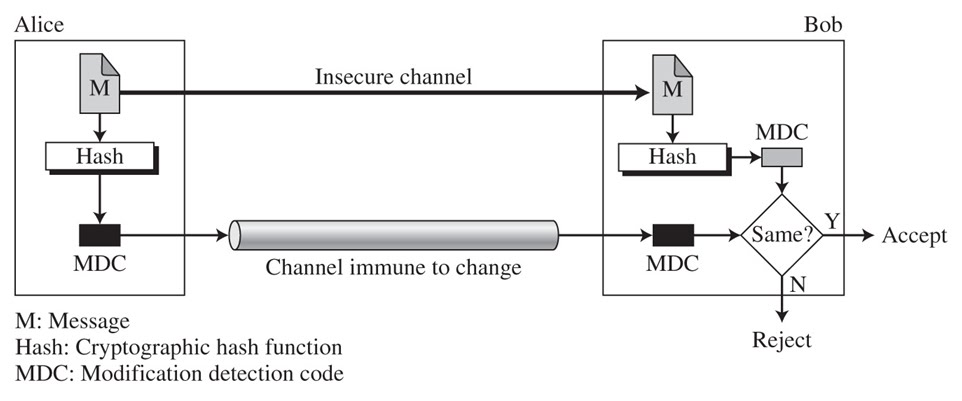 Alice
Bob
M
Insecure channel
M
Hash
Hash
MDC
MDC
Channel immune to change
MDC
Same?
Y
Accept
N
Reject
M: Message
Hash: Cryptographic hash function
MDC: Modification detection code